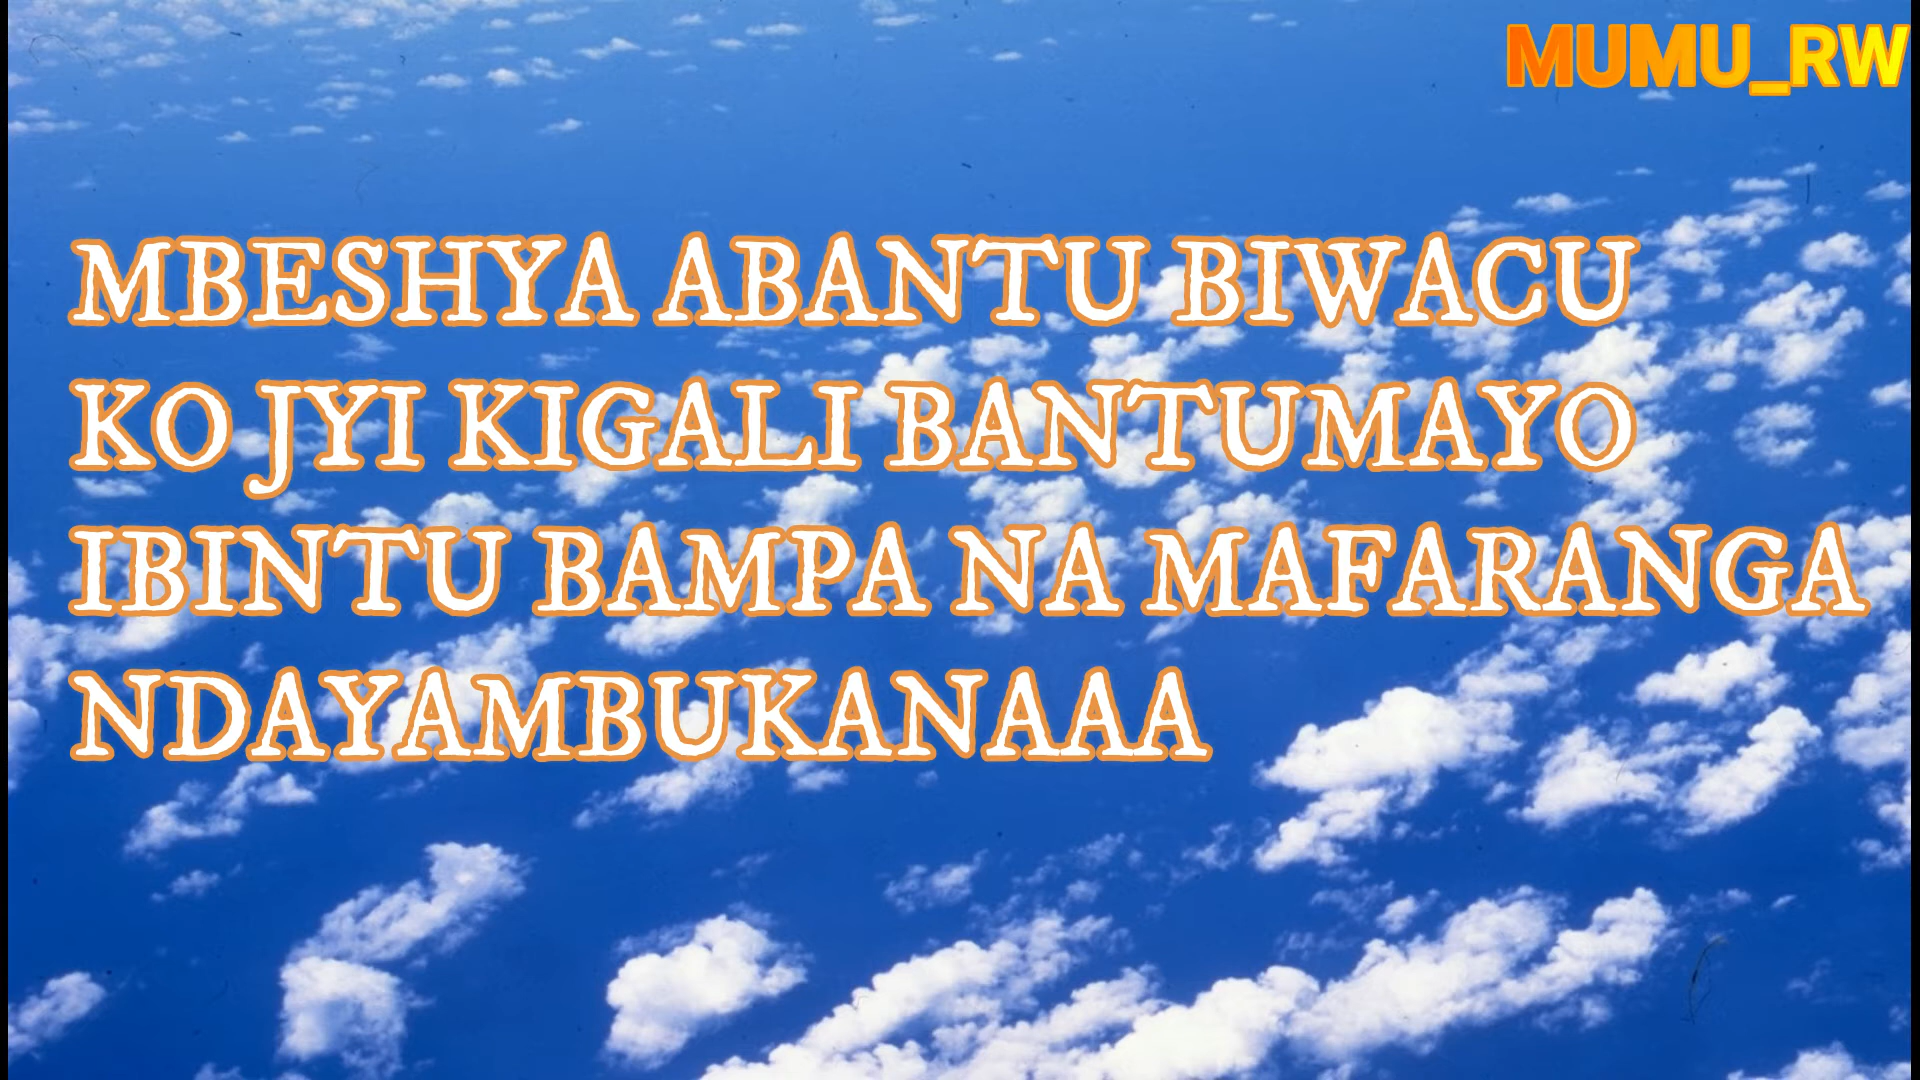 MUMU_RW
MBESHYA ABANTU BIWACU
KO JYI KIGALI BANTUMAYO
IBINTU BAMPA NA MAFARANGA
NDAYAMBUKANAAA